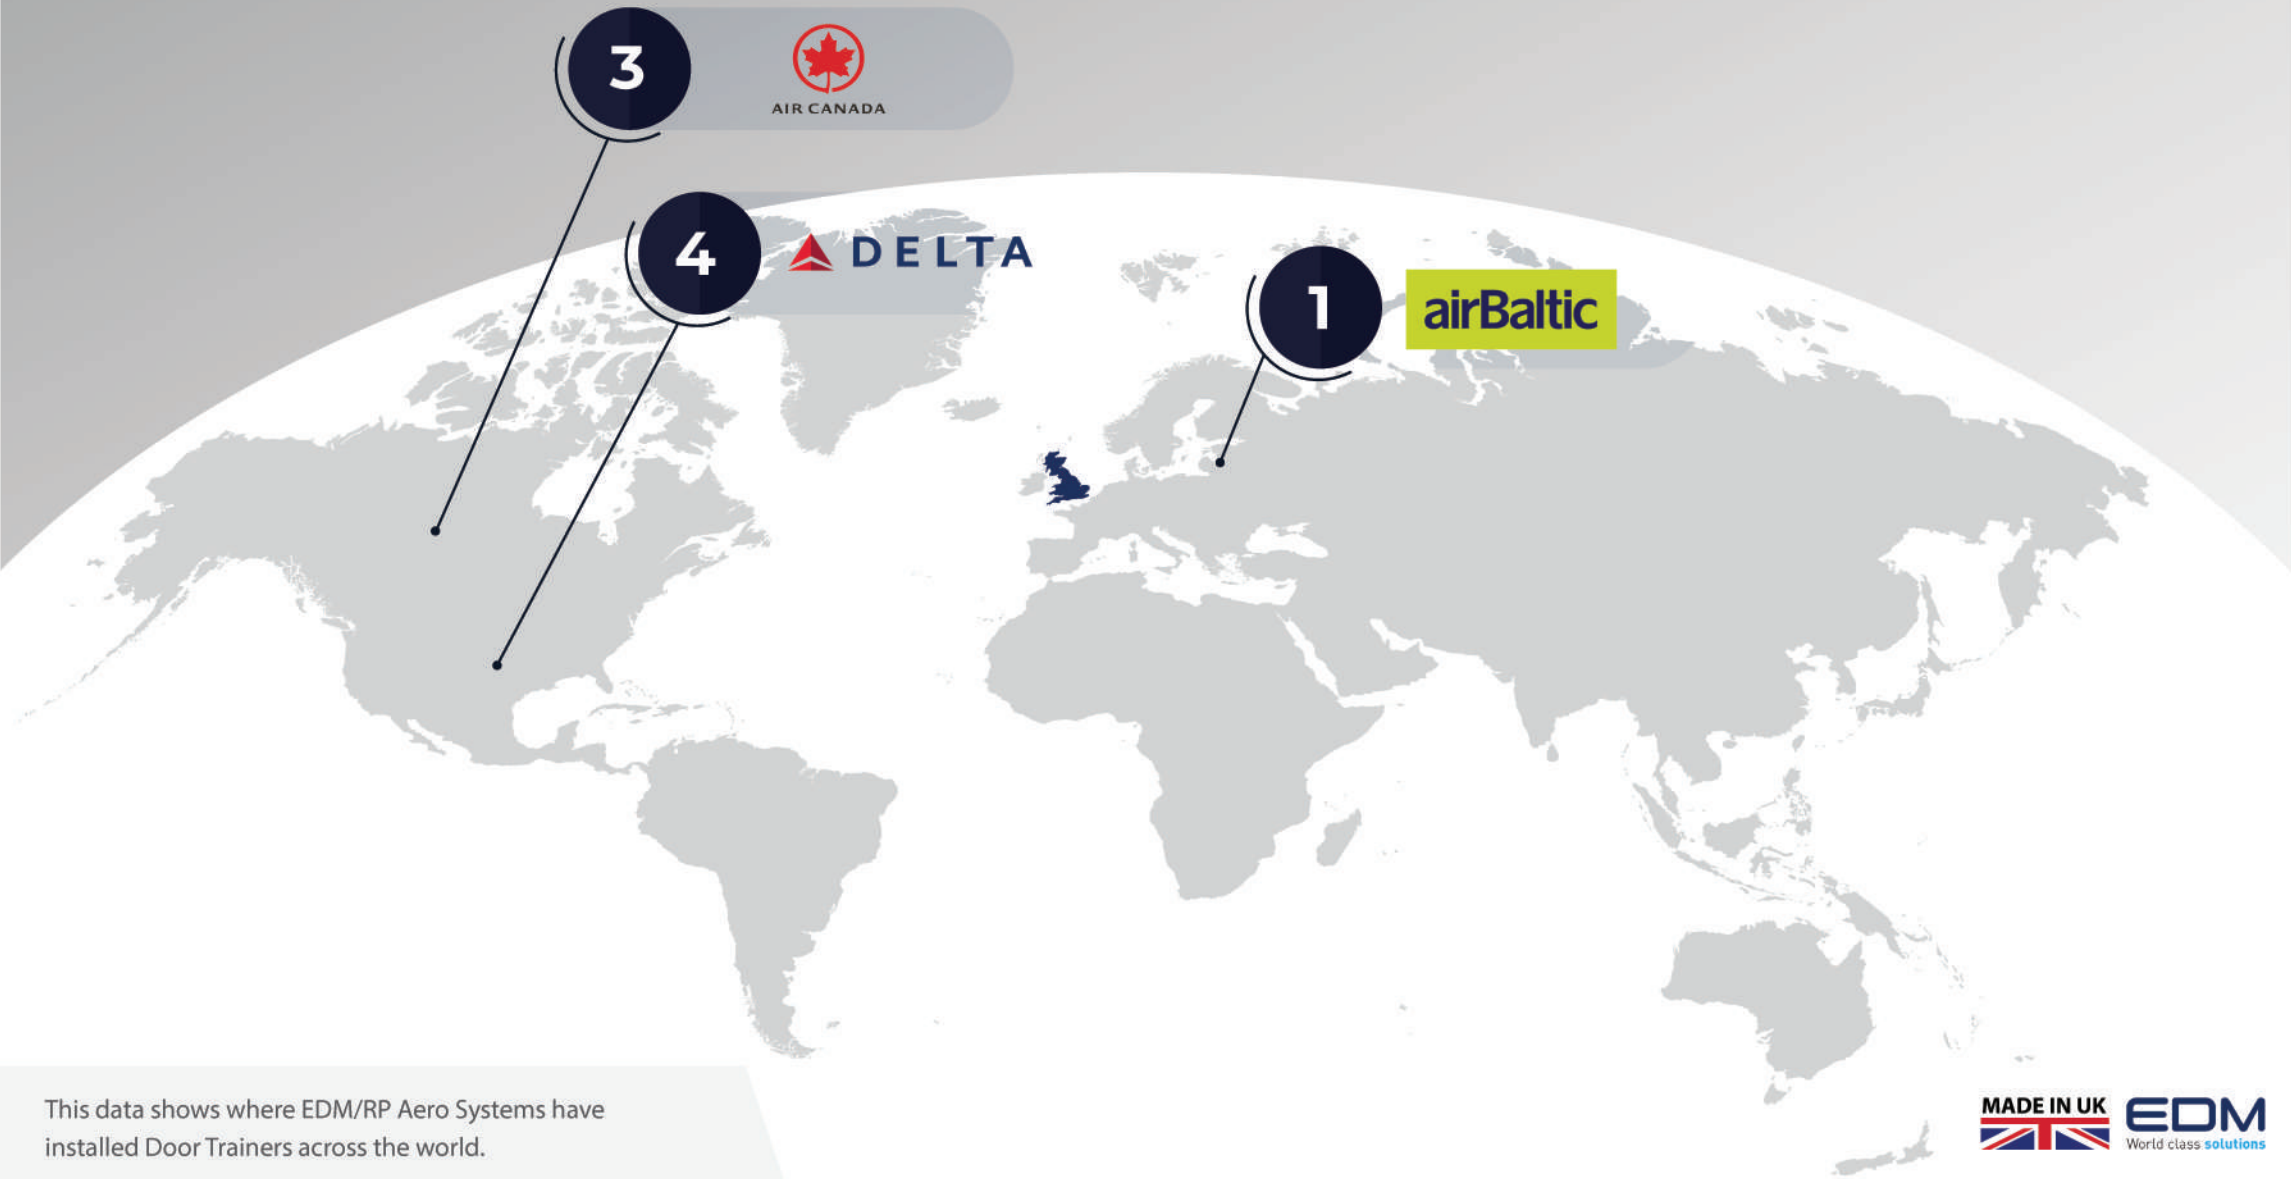 3
AIR CANADA
4
DELTA
1
airBaltic
This data shows where EDM/RP Aero Systems have
installed Door Trainers across the world.
MADE IN UK
EDM
World class solutions